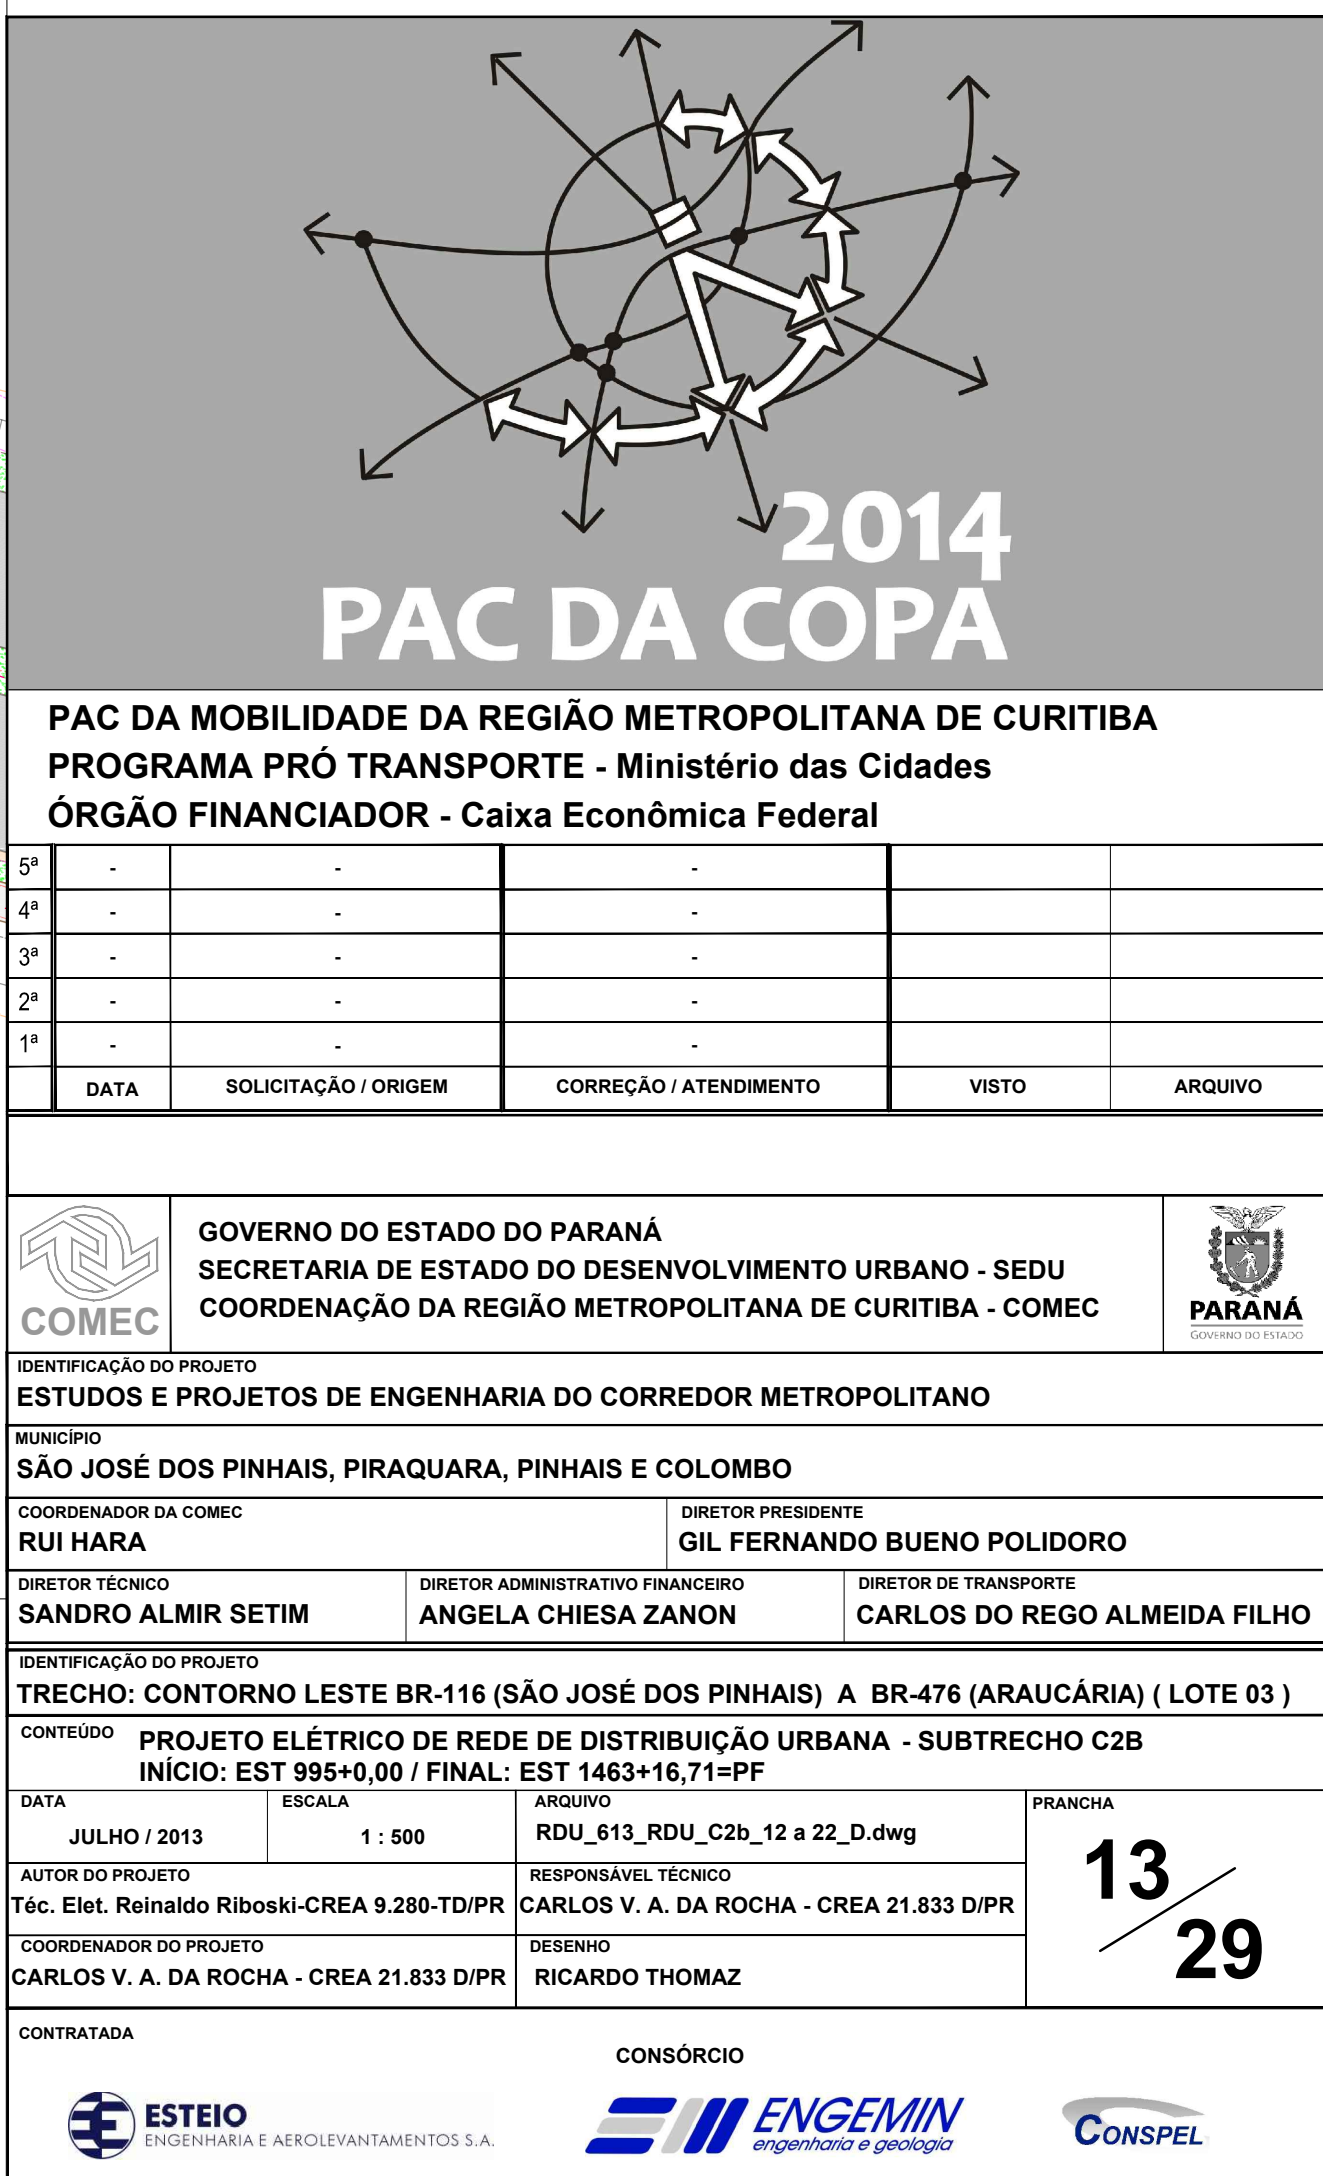 2014
PAC DA COPA
PAC DA MOBILIDADE DA REGIÃO METROPOLITANA DE CURITIBA
PROGRAMA PRÓ TRANSPORTE - Ministério das Cidades
ÓRGÃO FINANCIADOR - Caixa Econômica Federal
5ª - - -
4ª - - -
3ª - - -
2ª - - -
1ª - - -
DATA SOLICITAÇÃO / ORIGEM CORREÇÃO / ATENDIMENTO VISTO ARQUIVO
COMEC
GOVERNO DO ESTADO DO PARANÁ
SECRETARIA DE ESTADO DO DESENVOLVIMENTO URBANO - SEDU
COORDENAÇÃO DA REGIÃO METROPOLITANA DE CURITIBA - COMEC
PARANÁ
GOVERNO DO ESTADO
IDENTIFICAÇÃO DO PROJETO
ESTUDOS E PROJETOS DE ENGENHARIA DO CORREDOR METROPOLITANO
MUNICÍPIO
SÃO JOSÉ DOS PINHAIS, PIRAQUARA, PINHAIS E COLOMBO
COORDENADOR DA COMEC
RUI HARA
DIRETOR PRESIDENTE
GIL FERNANDO BUENO POLIDORO
DIRETOR TÉCNICO
SANDRO ALMIR SETIM
DIRETOR ADMINISTRATIVO FINANCEIRO
ANGELA CHIESA ZANON
DIRETOR DE TRANSPORTE
CARLOS DO REGO ALMEIDA FILHO
IDENTIFICAÇÃO DO PROJETO
TRECHO: CONTORNO LESTE BR-116 (SÃO JOSÉ DOS PINHAIS) A BR-476 (ARAUCÁRIA) ( LOTE 03 )
CONTEÚDO
PROJETO ELÉTRICO DE REDE DE DISTRIBUIÇÃO URBANA - SUBTRECHO C2B
INÍCIO: EST 995+0,00 / FINAL: EST 1463+16,71=PF
DATA
JULHO / 2013
ESCALA
1 : 500
ARQUIVO
RDU_613_RDU_C2b_12 a 22_D.dwg
PRANCHA
13
29
AUTOR DO PROJETO
Téc. Elet. Reinaldo Riboski-CREA 9.280-TD/PR
RESPONSÁVEL TÉCNICO
CARLOS V. A. DA ROCHA - CREA 21.833 D/PR
COORDENADOR DO PROJETO
CARLOS V. A. DA ROCHA - CREA 21.833 D/PR
DESENHO
RICARDO THOMAZ
CONTRATADA
CONSÓRCIO
ESTEIO
ENGENHARIA E AEROLEVANTAMENTOS S.A.
ENGEMIN
engenharia e geologia
CONSPEL